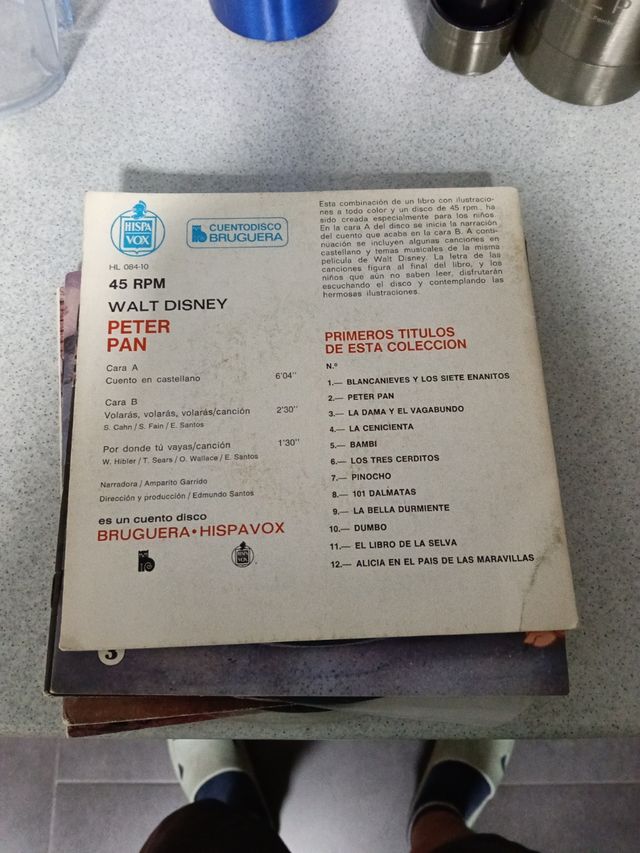 HISPA
VOX
CUENTODISCO
BRUGUERA
HL 084-10
45 RPM
WALT DISNEY
PETER
PAN
Cara A
Cuento en castellano 6'04"
Cara B
Volarás, volarás, volarás/canción 2'30"
S. Cahn / S. Fain / E. Santos
Por donde tú vayas/canción 1'30"
W. Hibler / T. Sears / O. Wallace / E. Santos
Narradora / Amparito Garrido
Dirección y producción / Edmundo Santos
es un cuento disco
BRUGUERA • HISPAVOX
HISPA
VOX
Esta combinación de un libro con ilustracio-
nes a todo color y un disco de 45 rpm., ha
sido creada especialmente para los niños.
En la cara A del disco se inicia la narración
del cuento que acaba en la cara B. A conti-
nuación se incluyen algunas canciones en
castellano y temas musicales de la misma
película de Walt Disney. La letra de las
canciones figura al final del libro, y los
niños que aún no saben leer, disfrutarán
escuchando el disco y contemplando las
hermosas ilustraciones.
PRIMEROS TITULOS
DE ESTA COLECCION
N.º
1.— BLANCANIEVES Y LOS SIETE ENANITOS
2.— PETER PAN
3.— LA DAMA Y EL VAGABUNDO
4.— LA CENICIENTA
5.— BAMBI
6.— LOS TRES CERDITOS
7.— PINOCHO
8.— 101 DALMATAS
9.— LA BELLA DURMIENTE
10.— DUMBO
11.— EL LIBRO DE LA SELVA
12.— ALICIA EN EL PAIS DE LAS MARAVILLAS
3